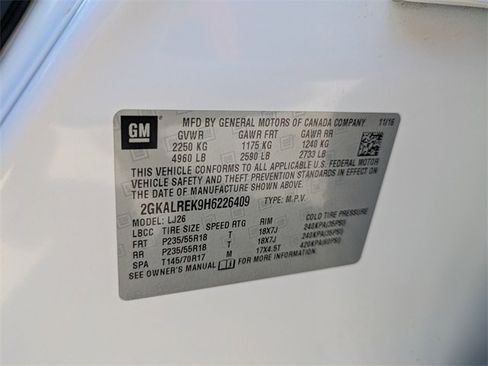 GM
MFD BY GENERAL MOTORS OF CANADA COMPANY 11/16
GVWR GAWR FRT GAWR RR
2250 KG 1175 KG 1240 KG
4960 LB 2590 LB 2733 LB
THIS VEHICLE CONFORMS TO ALL APPLICABLE U.S. FEDERAL MOTOR
VEHICLE SAFETY AND THEFT PREVENTION STANDARDS IN EFFECT ON
THE DATE OF MANUFACTURE SHOWN ABOVE.
2GKALREK9H6226409 TYPE: M.P.V.
MODEL: LJ26
LBCC TIRE SIZE SPEED RTG RIM COLD TIRE PRESSURE
FRT P235/55R18 T 18X7J 240KPA(35PSI)
RR P235/55R18 T 18X7J 240KPA(35PSI)
SPA T145/70R17 M 17X4.5T 420KPA(60PSI)
SEE OWNER'S MANUAL FOR MORE INFORMATION.